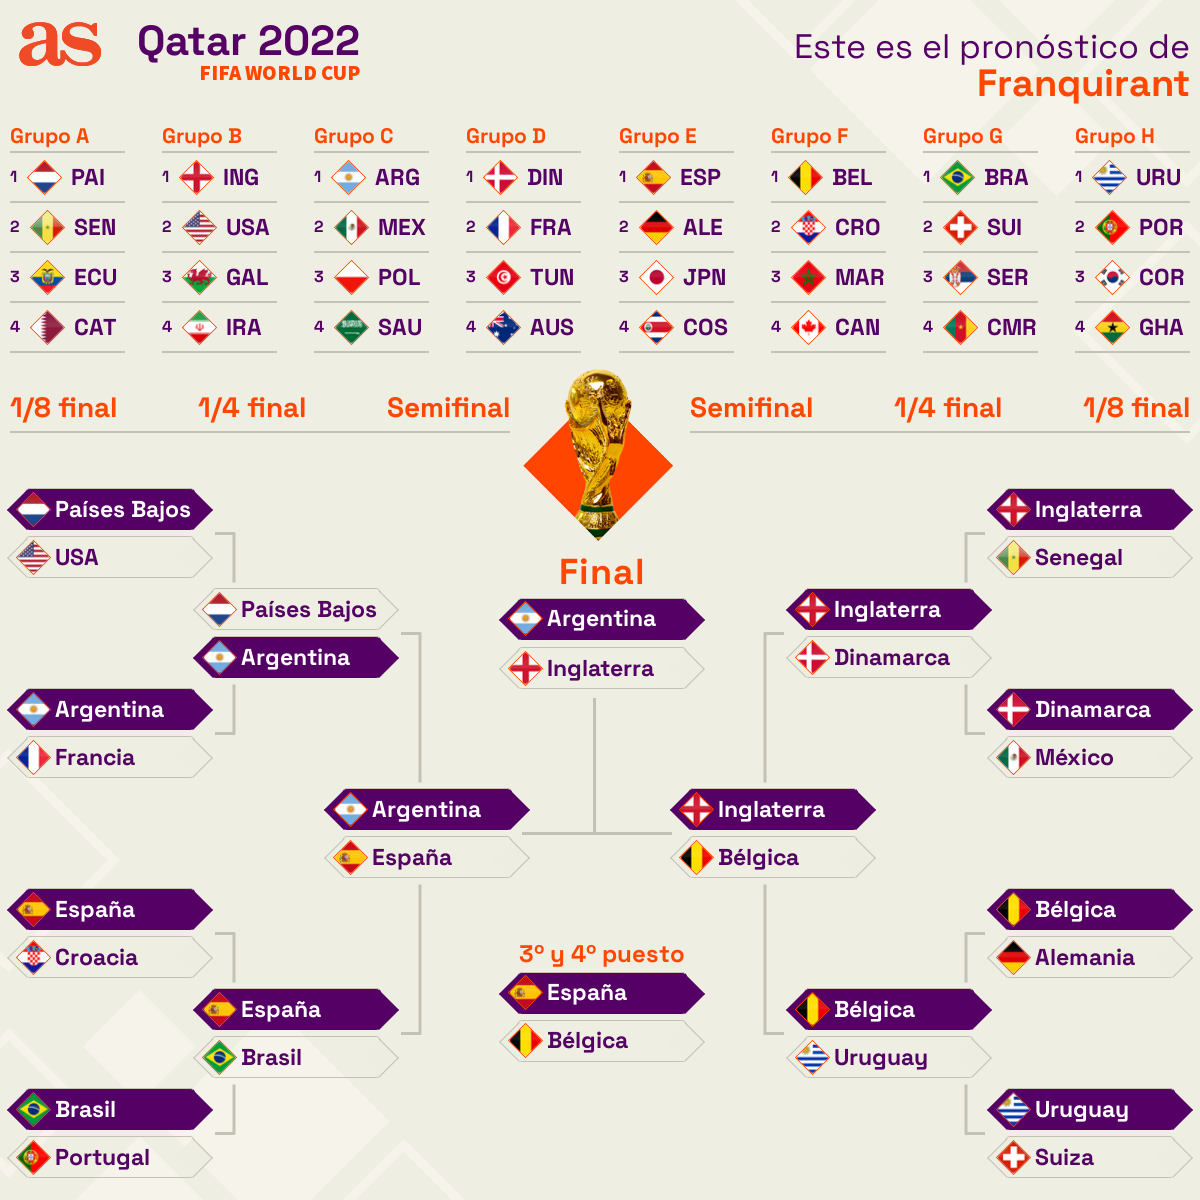 as
Qatar 2022
FIFA WORLD CUP
Este es el pronóstico de
Franquirant
Grupo A Grupo B Grupo C Grupo D Grupo E Grupo F Grupo G Grupo H
1 PAI 1 ING 1 ARG 1 DIN 1 ESP 1 BEL 1 BRA 1 URU
2 SEN 2 USA 2 MEX 2 FRA 2 ALE 2 CRO 2 SUI 2 POR
3 ECU 3 GAL 3 POL 3 TUN 3 JPN 3 MAR 3 SER 3 COR
4 CAT 4 IRA 4 SAU 4 AUS 4 COS 4 CAN 4 CMR 4 GHA
1/8 final 1/4 final Semifinal Semifinal 1/4 final 1/8 final
Países Bajos Inglaterra
USA Senegal
Final
Países Bajos Argentina Inglaterra
Argentina Inglaterra Dinamarca
Argentina Dinamarca
Francia México
Argentina Inglaterra
España Bélgica
España Bélgica
Croacia 3º y 4º puesto Alemania
España España Bélgica
Brasil Bélgica Uruguay
Brasil Uruguay
Portugal Suiza